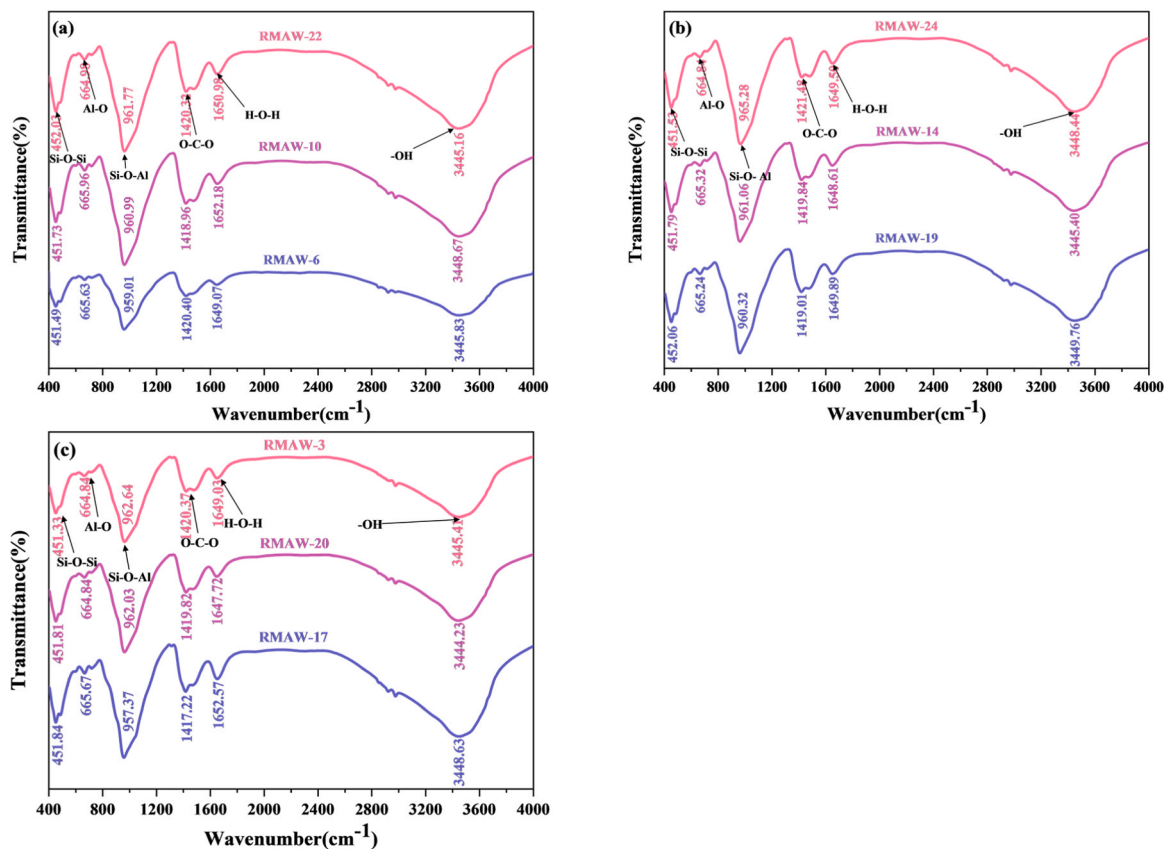 (a)
RMAW-22
452.03
664.98
961.77
1420.32
1650.98
3445.16
Si-O-Si
Al-O
Si-O-Al
O-C-O
H-O-H
-OH
RMAW-10
451.73
665.96
960.99
1418.96
1652.18
3448.67
RMAW-6
451.49
665.63
959.01
1420.40
1649.07
3445.83
Transmittance(%)
400 800 1200 1600 2000 2400 2800 3200 3600 4000
Wavenumber(cm-1)
(b)
RMAW-24
451.53
965.28
1421.48
1649.50
3448.44
Si-O-Si
Al-O
Si-O- Al
O-C-O
H-O-H
-OH
RMAW-14
451.79
665.32
961.06
1419.84
1648.61
3445.40
RMAW-19
452.06
665.24
960.32
1419.01
1649.89
3449.76
Transmittance(%)
400 800 1200 1600 2000 2400 2800 3200 3600 4000
Wavenumber(cm-1)
(c)
RMAW-3
451.33
664.84
962.64
1420.37
1649.03
3445.41
Si-O-Si
Al-O
Si-O-Al
O-C-O
H-O-H
-OH
RMAW-20
451.81
664.84
962.03
1419.82
1647.72
3444.23
RMAW-17
451.84
665.67
957.37
1417.22
1652.57
3448.63
Transmittance(%)
400 800 1200 1600 2000 2400 2800 3200 3600 4000
Wavenumber(cm-1)